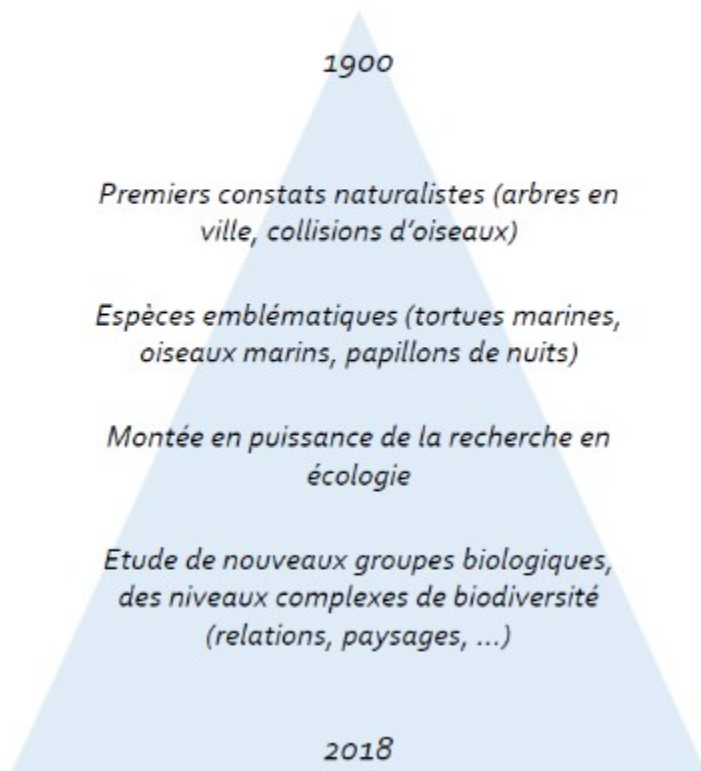 1900
Premiers constats naturalistes (arbres en
ville, collisions d'oiseaux)
Espèces emblématiques (tortues marines,
oiseaux marins, papillons de nuits)
Montée en puissance de la recherche en
écologie
Etude de nouveaux groupes biologiques,
des niveaux complexes de biodiversité
(relations, paysages, ...)
2018